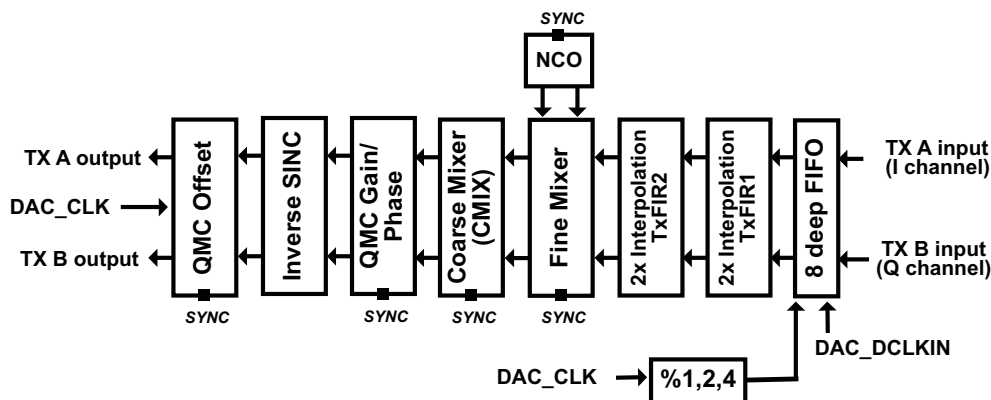 SYNC
NCO
TX A output
DAC_CLK
TX B output
QMC Offset
Inverse SINC
QMC Gain/
Phase
Coarse Mixer
(CMIX)
Fine Mixer
2x Interpolation
TxFIR2
2x Interpolation
TxFIR1
8 deep FIFO
TX A input
(I channel)
TX B input
(Q channel)
SYNC
SYNC
SYNC
SYNC
DAC_DCLKIN
DAC_CLK
%1,2,4